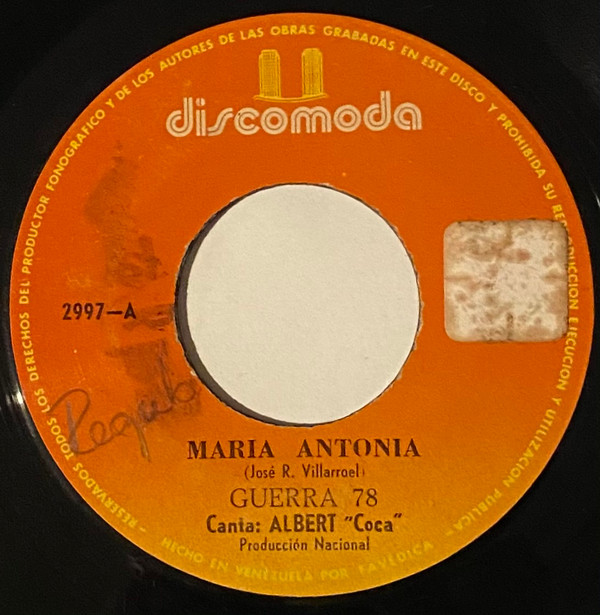 RESERVADOS TODOS LOS DERECHOS DEL PRODUCTOR FONOGRAFICO Y DE LOS AUTORES DE LAS OBRAS GRABADAS EN ESTE DISCO Y PROHIBIDA SU REPRODUCCION EJECUCION Y UTILIZACION PUBLICA
discomoda
2997-A
MARIA ANTONIA
(José R. Villarroel)
GUERRA 78
Canta: ALBERT "Coca"
Producción Nacional
HECHO EN VENEZUELA POR FAVEDICA